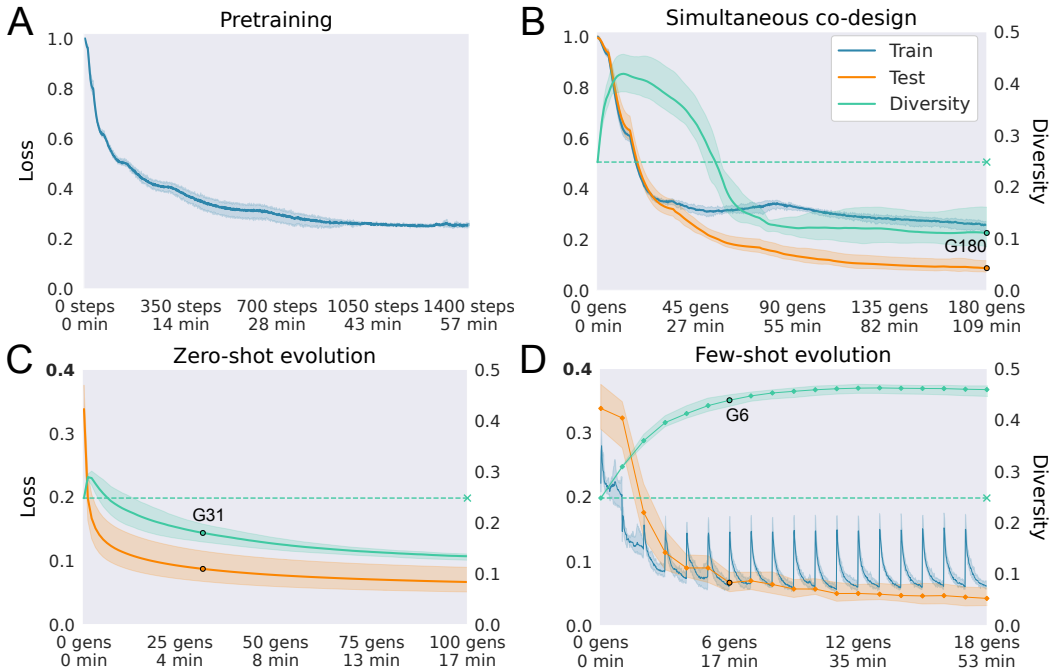 A
Pretraining
Loss
1.0
0.8
0.6
0.4
0.2
0.0
0 steps 350 steps 700 steps 1050 steps 1400 steps
0 min 14 min 28 min 43 min 57 min
B
Simultaneous co-design
1.0
0.8
0.6
0.4
0.2
0.0
Train
Test
Diversity
G180
0.5
0.4
0.3
0.2
0.1
0.0
Diversity
0 gens 45 gens 90 gens 135 gens 180 gens
0 min 27 min 55 min 82 min 109 min
C
Zero-shot evolution
Loss
0.4
0.3
0.2
0.1
0.0
G31
0.5
0.4
0.3
0.2
0.1
0.0
0 gens 25 gens 50 gens 75 gens 100 gens
0 min 4 min 8 min 13 min 17 min
D
Few-shot evolution
0.4
0.3
0.2
0.1
0.0
G6
0.5
0.4
0.3
0.2
0.1
0.0
Diversity
0 gens 6 gens 12 gens 18 gens
0 min 17 min 35 min 53 min